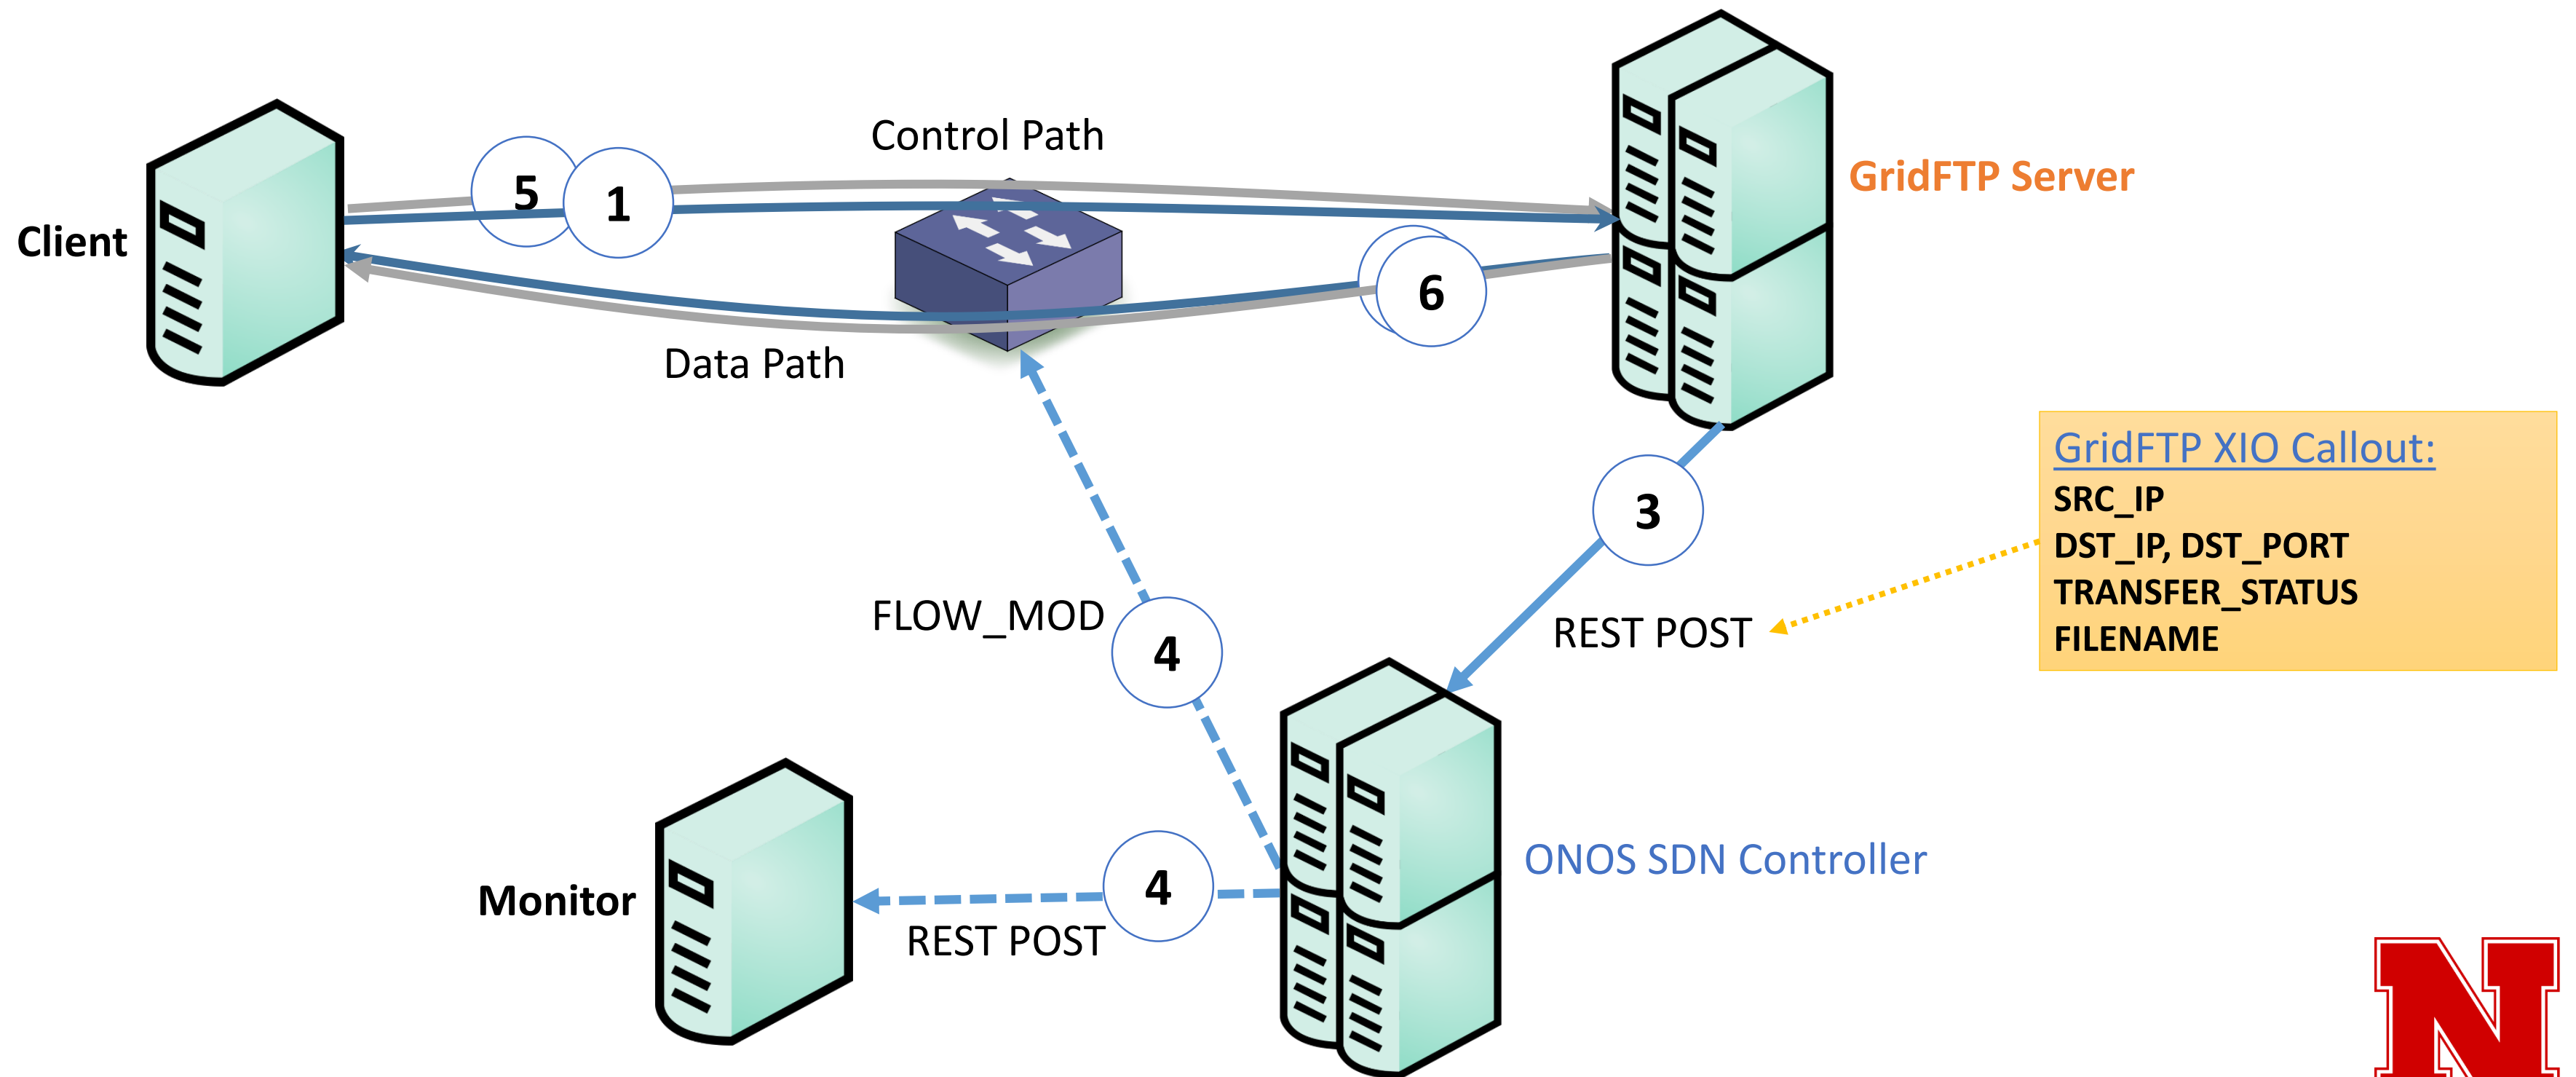 Control Path
5
1
GridFTP Server
Client
6
Data Path
GridFTP XIO Callout:
SRC_IP
DST_IP, DST_PORT
TRANSFER_STATUS
FILENAME
3
REST POST
FLOW_MOD
4
ONOS SDN Controller
4
Monitor
REST POST
N